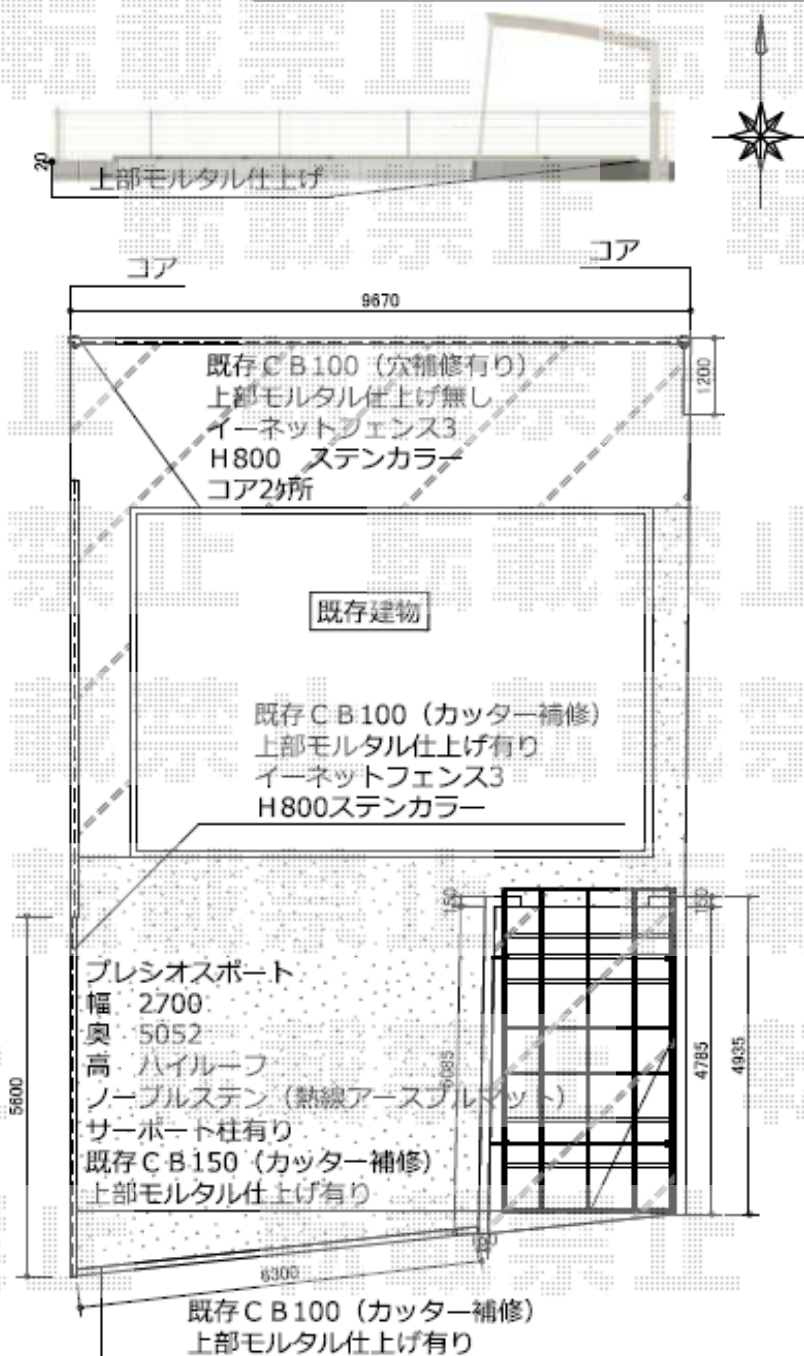 20
上部モルタル仕上げ
コア
コア
9670
1200
既存ＣＢ100（穴補修有り）
上部モルタル仕上げ無し
イーネットフェンス3
Ｈ800　ステンカラー
コア2ケ所
既存建物
既存ＣＢ100（カッター補修）
上部モルタル仕上げ有り
イーネットフェンス3
Ｈ800ステンカラー
150
150
プレシオスポート
幅　2700
奥　5052
高　ハイルーフ
ノーブルステン（熱線アースブルマット）
サーポート柱有り
既存ＣＢ150（カッター補修）
上部モルタル仕上げ有り
5600
4785
4935
6300
既存ＣＢ100（カッター補修）
上部モルタル仕上げ有り
転載禁止